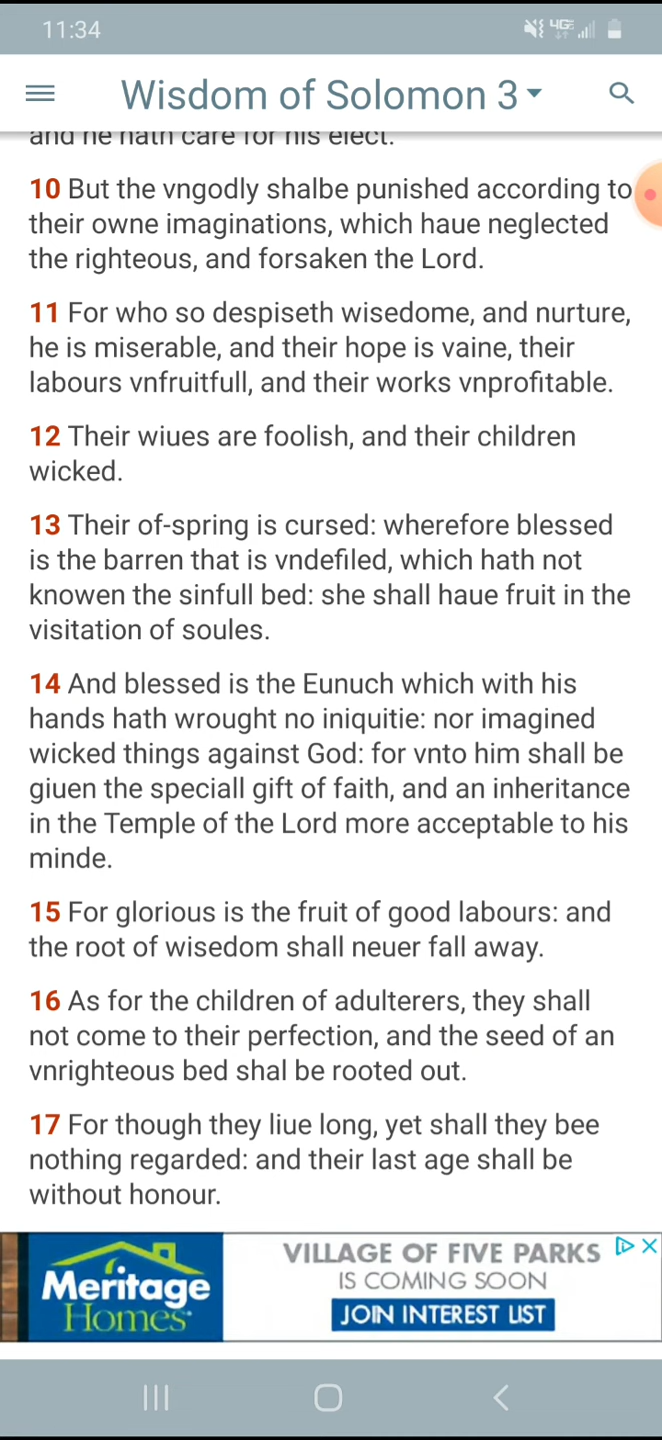 11:34
4GE
Wisdom of Solomon 3
and he hath care for his elect.
10 But the vngodly shalbe punished according to
their owne imaginations, which haue neglected
the righteous, and forsaken the Lord.
11 For who so despiseth wisedome, and nurture,
he is miserable, and their hope is vaine, their
labours vnfruitfull, and their works vnprofitable.
12 Their wiues are foolish, and their children
wicked.
13 Their of-spring is cursed: wherefore blessed
is the barren that is vndefiled, which hath not
knowen the sinfull bed: she shall haue fruit in the
visitation of soules.
14 And blessed is the Eunuch which with his
hands hath wrought no iniquitie: nor imagined
wicked things against God: for vnto him shall be
giuen the speciall gift of faith, and an inheritance
in the Temple of the Lord more acceptable to his
minde.
15 For glorious is the fruit of good labours: and
the root of wisedom shall neuer fall away.
16 As for the children of adulterers, they shall
not come to their perfection, and the seed of an
vnrighteous bed shal be rooted out.
17 For though they liue long, yet shall they bee
nothing regarded: and their last age shall be
without honour.
Meritage
Homes
VILLAGE OF FIVE PARKS
IS COMING SOON
JOIN INTEREST LIST